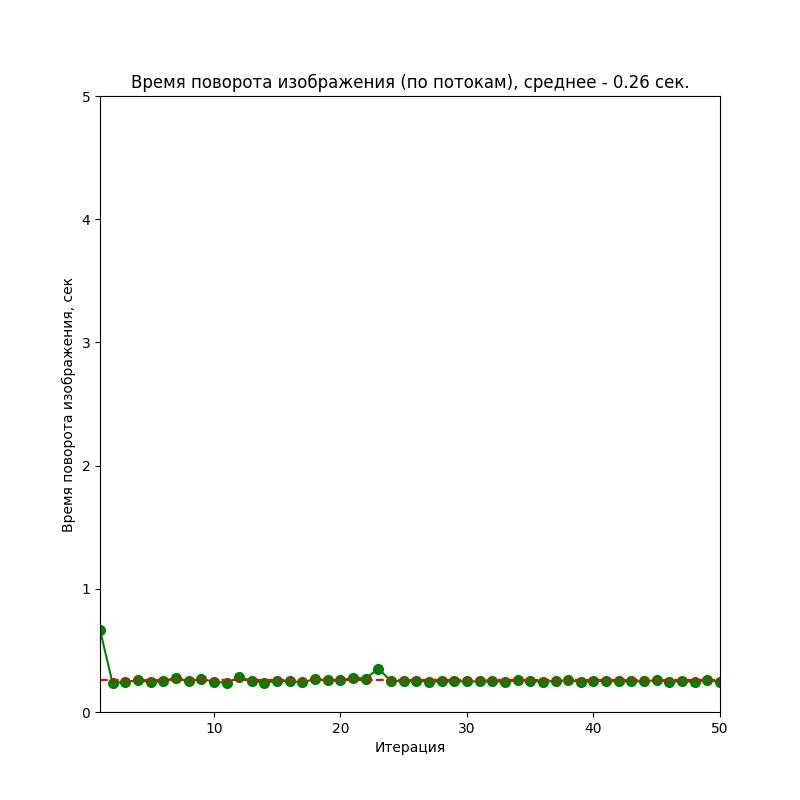 Время поворота изображения (по потокам), среднее - 0.26 сек.
5
4
3
2
1
0
Время поворота изображения, сек
10 20 30 40 50
Итерация